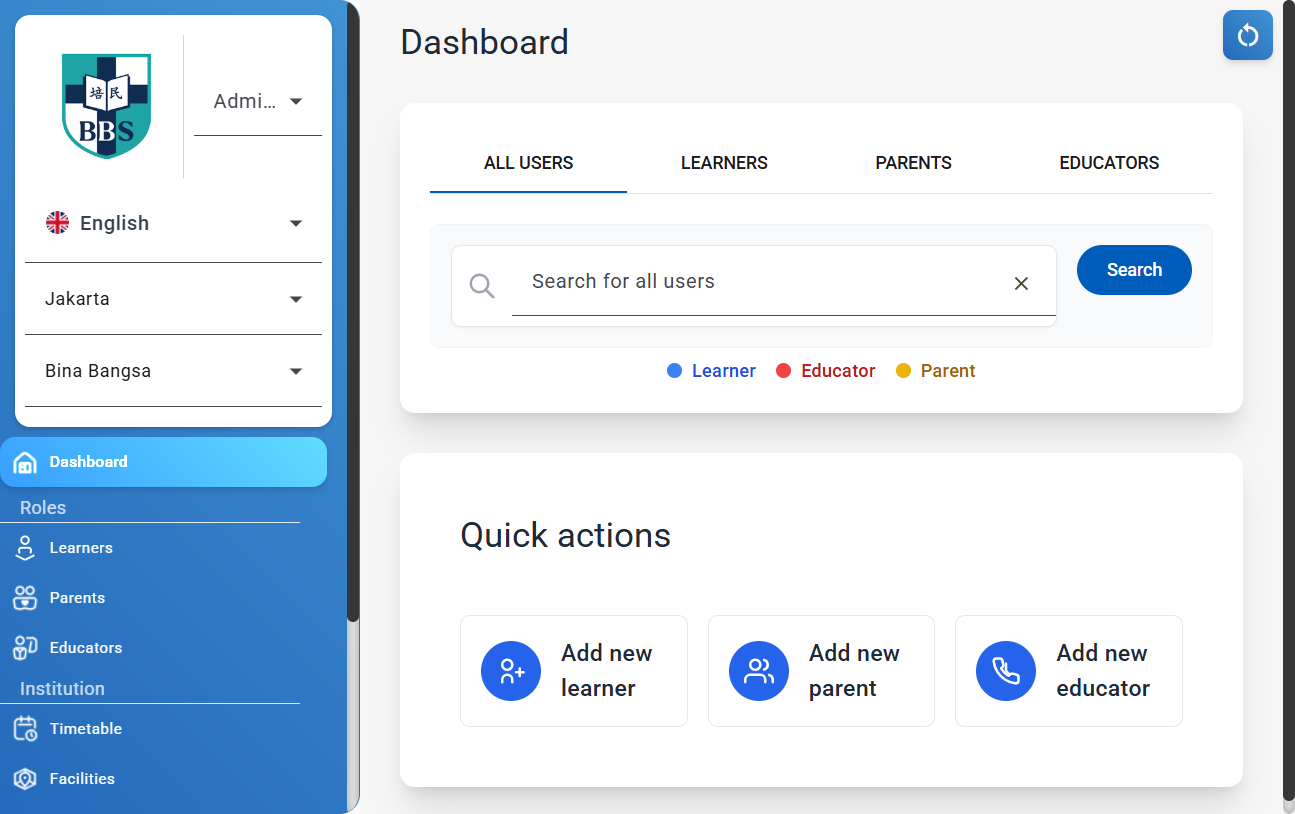 培民
BBS
Admi...
English
Jakarta
Bina Bangsa
Dashboard
Roles
Learners
Parents
Educators
Institution
Timetable
Facilities
Dashboard
ALL USERS LEARNERS PARENTS EDUCATORS
Search for all users
Search
Learner Educator Parent
Quick actions
Add new
learner
Add new
parent
Add new
educator